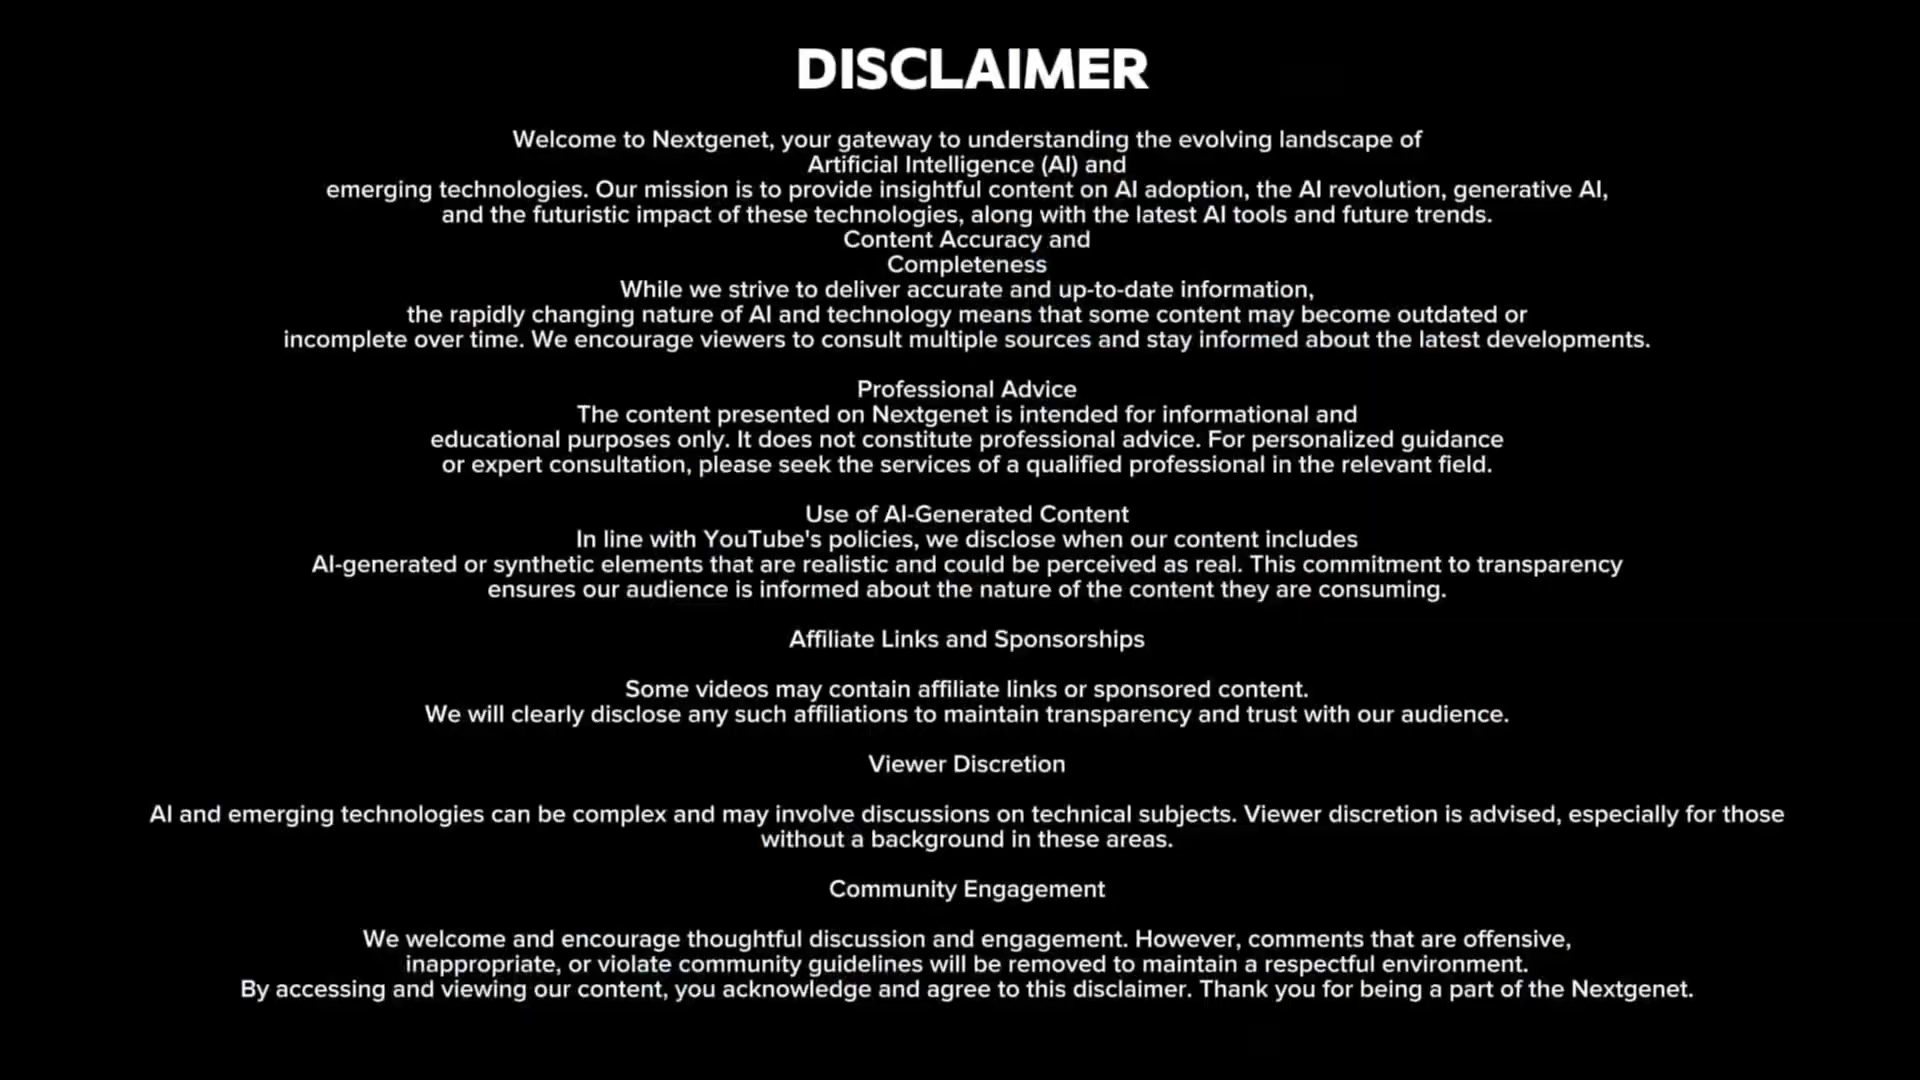 DISCLAIMER
Welcome to Nextgenet, your gateway to understanding the evolving landscape of
Artificial Intelligence (AI) and
emerging technologies. Our mission is to provide insightful content on AI adoption, the AI revolution, generative AI,
and the futuristic impact of these technologies, along with the latest AI tools and future trends.
Content Accuracy and
Completeness
While we strive to deliver accurate and up-to-date information,
the rapidly changing nature of AI and technology means that some content may become outdated or
incomplete over time. We encourage viewers to consult multiple sources and stay informed about the latest developments.
Professional Advice
The content presented on Nextgenet is intended for informational and
educational purposes only. It does not constitute professional advice. For personalized guidance
or expert consultation, please seek the services of a qualified professional in the relevant field.
Use of AI-Generated Content
In line with YouTube's policies, we disclose when our content includes
AI-generated or synthetic elements that are realistic and could be perceived as real. This commitment to transparency
ensures our audience is informed about the nature of the content they are consuming.
Affiliate Links and Sponsorships
Some videos may contain affiliate links or sponsored content.
We will clearly disclose any such affiliations to maintain transparency and trust with our audience.
Viewer Discretion
AI and emerging technologies can be complex and may involve discussions on technical subjects. Viewer discretion is advised, especially for those
without a background in these areas.
Community Engagement
We welcome and encourage thoughtful discussion and engagement. However, comments that are offensive,
inappropriate, or violate community guidelines will be removed to maintain a respectful environment.
By accessing and viewing our content, you acknowledge and agree to this disclaimer. Thank you for being a part of the Nextgenet.